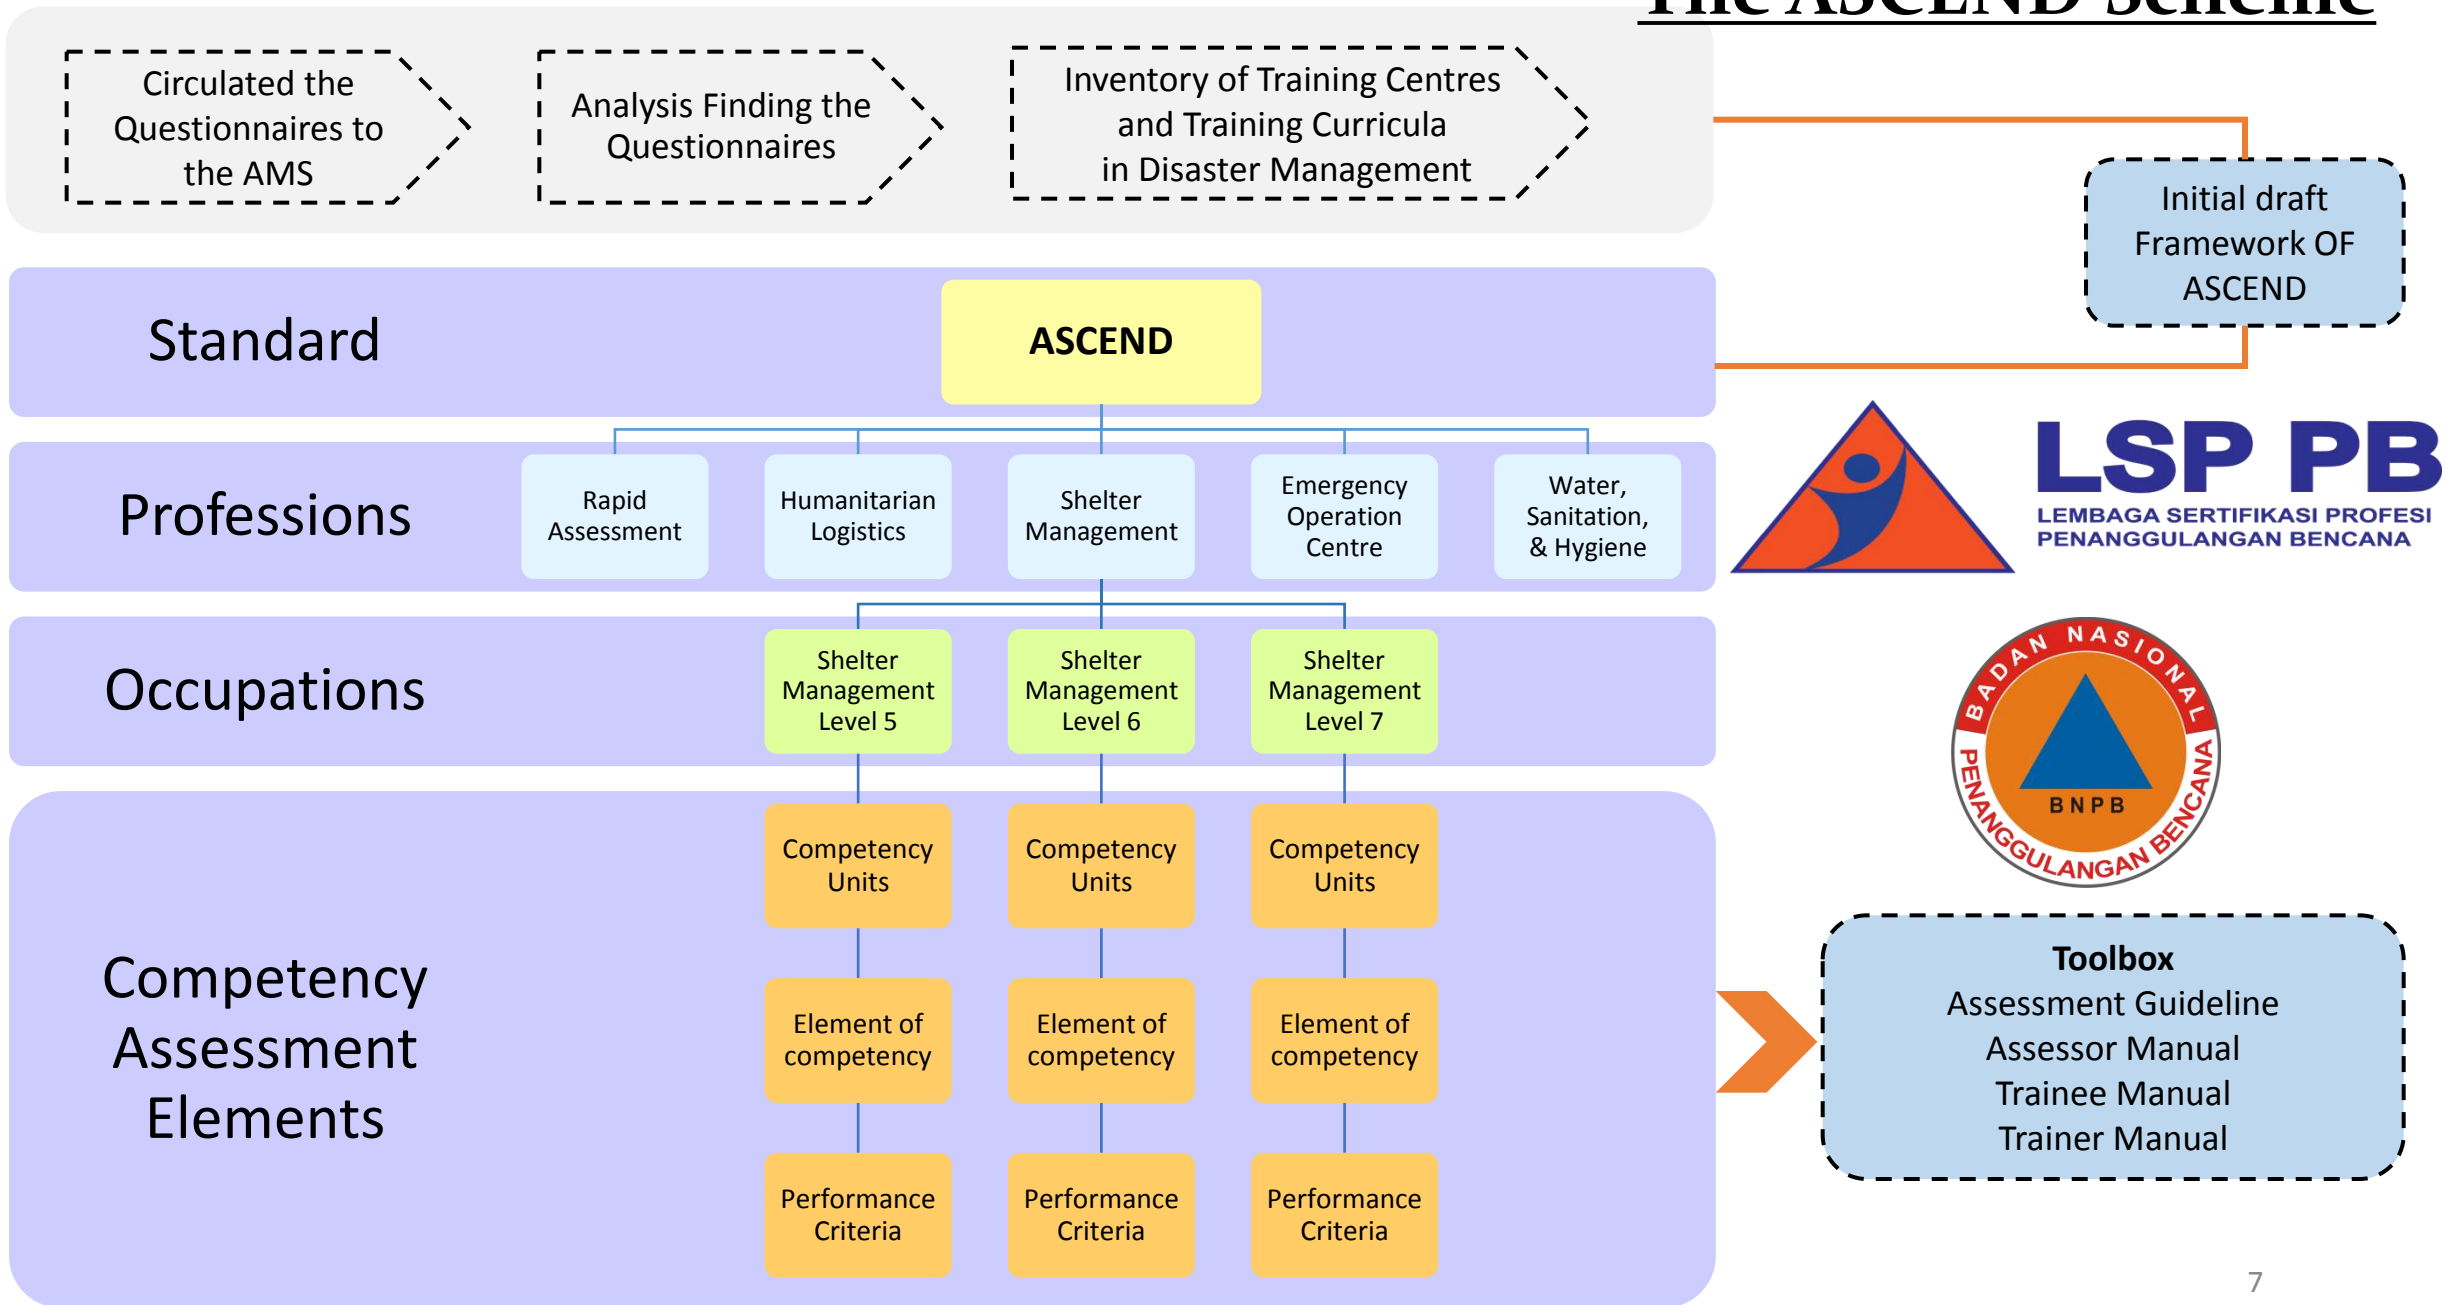 The ASCEND Scheme
Circulated the
Questionnaires to
the AMS
Analysis Finding the
Questionnaires
Inventory of Training Centres
and Training Curricula
in Disaster Management
Initial draft
Framework OF
ASCEND
Standard
ASCEND
Professions
Rapid
Assessment
Humanitarian
Logistics
Shelter
Management
Emergency
Operation
Centre
Water,
Sanitation,
& Hygiene
LSP PB
LEMBAGA SERTIFIKASI PROFESI
PENANGGULANGAN BENCANA
Occupations
Shelter
Management
Level 5
Shelter
Management
Level 6
Shelter
Management
Level 7
BADAN NASIONAL
PENANGGULANGAN BENCANA
BNPB
Competency
Assessment
Elements
Competency
Units
Competency
Units
Competency
Units
Element of
competency
Element of
competency
Element of
competency
Performance
Criteria
Performance
Criteria
Performance
Criteria
Toolbox
Assessment Guideline
Assessor Manual
Trainee Manual
Trainer Manual
7